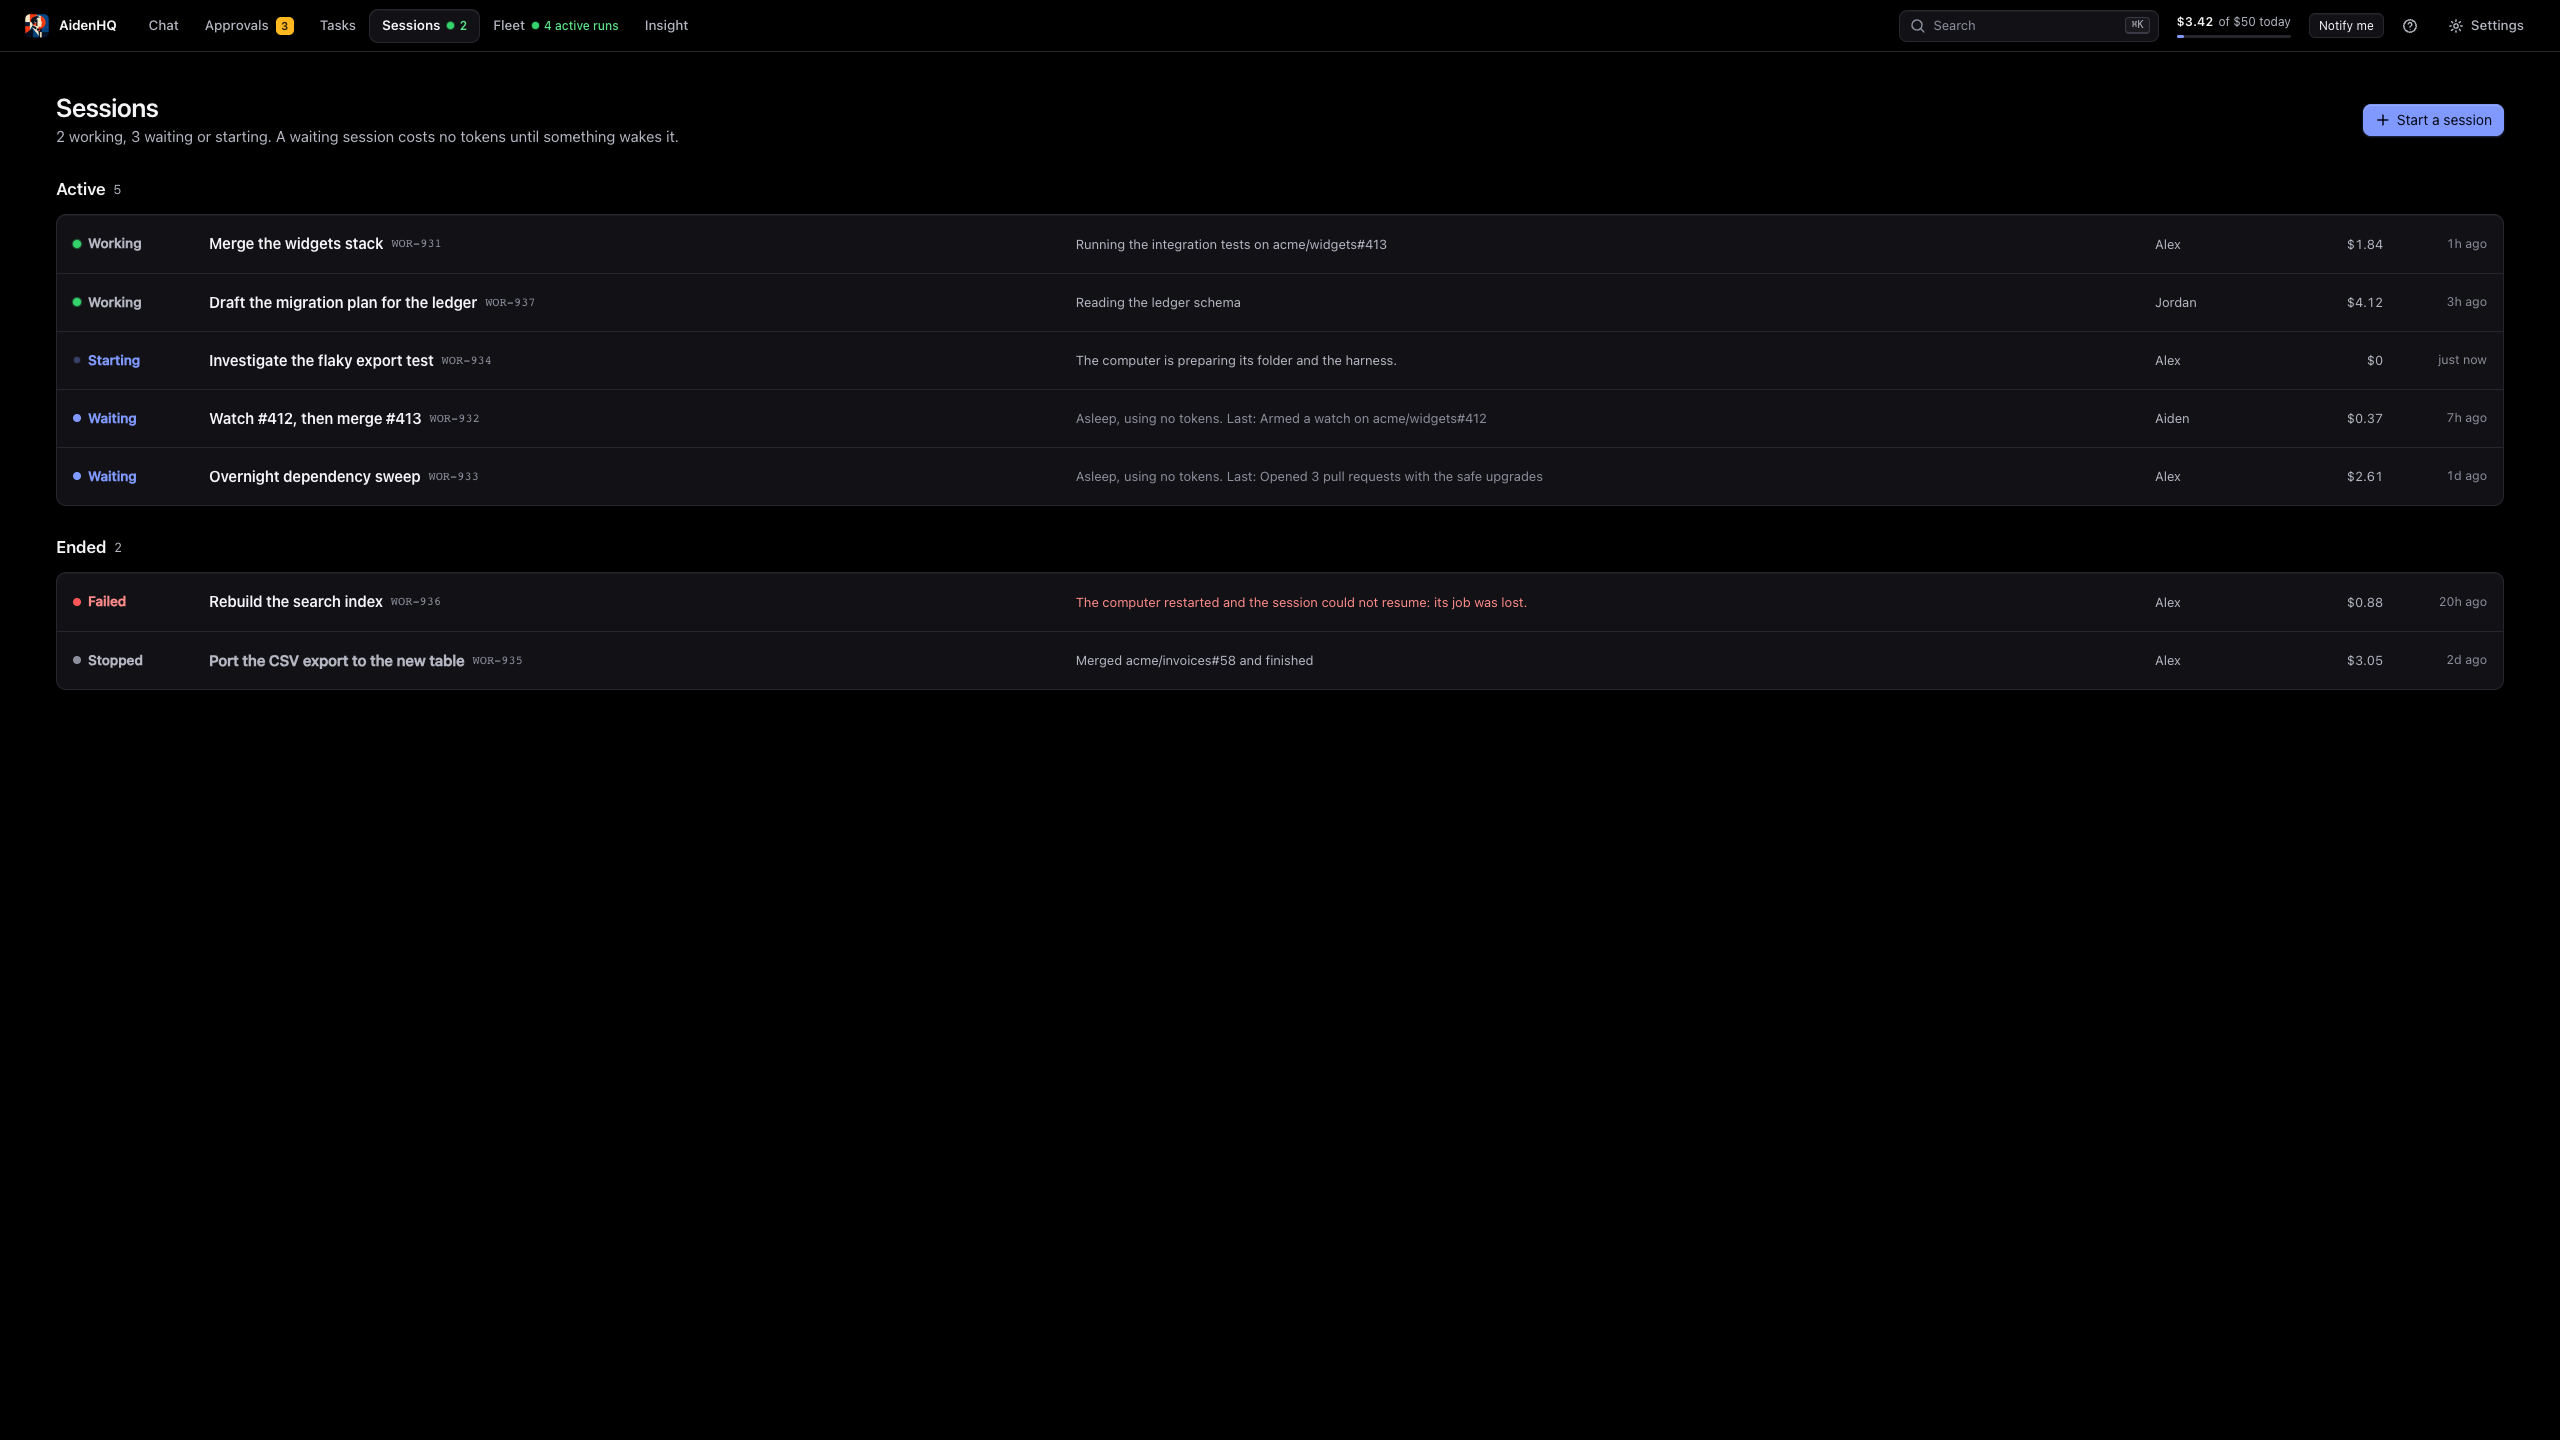 AidenHQ Chat Approvals 3 Tasks Sessions 2 Fleet 4 active runs Insight Search ⌘K $3.42 of $50 today Notify me Settings
Sessions
2 working, 3 waiting or starting. A waiting session costs no tokens until something wakes it.
+ Start a session
Active 5
Working Merge the widgets stack WOR-931 Running the integration tests on acme/widgets#413 Alex $1.84 1h ago
Working Draft the migration plan for the ledger WOR-937 Reading the ledger schema Jordan $4.12 3h ago
Starting Investigate the flaky export test WOR-934 The computer is preparing its folder and the harness. Alex $0 just now
Waiting Watch #412, then merge #413 WOR-932 Asleep, using no tokens. Last: Armed a watch on acme/widgets#412 Aiden $0.37 7h ago
Waiting Overnight dependency sweep WOR-933 Asleep, using no tokens. Last: Opened 3 pull requests with the safe upgrades Alex $2.61 1d ago
Ended 2
Failed Rebuild the search index WOR-936 The computer restarted and the session could not resume: its job was lost. Alex $0.88 20h ago
Stopped Port the CSV export to the new table WOR-935 Merged acme/invoices#58 and finished Alex $3.05 2d ago